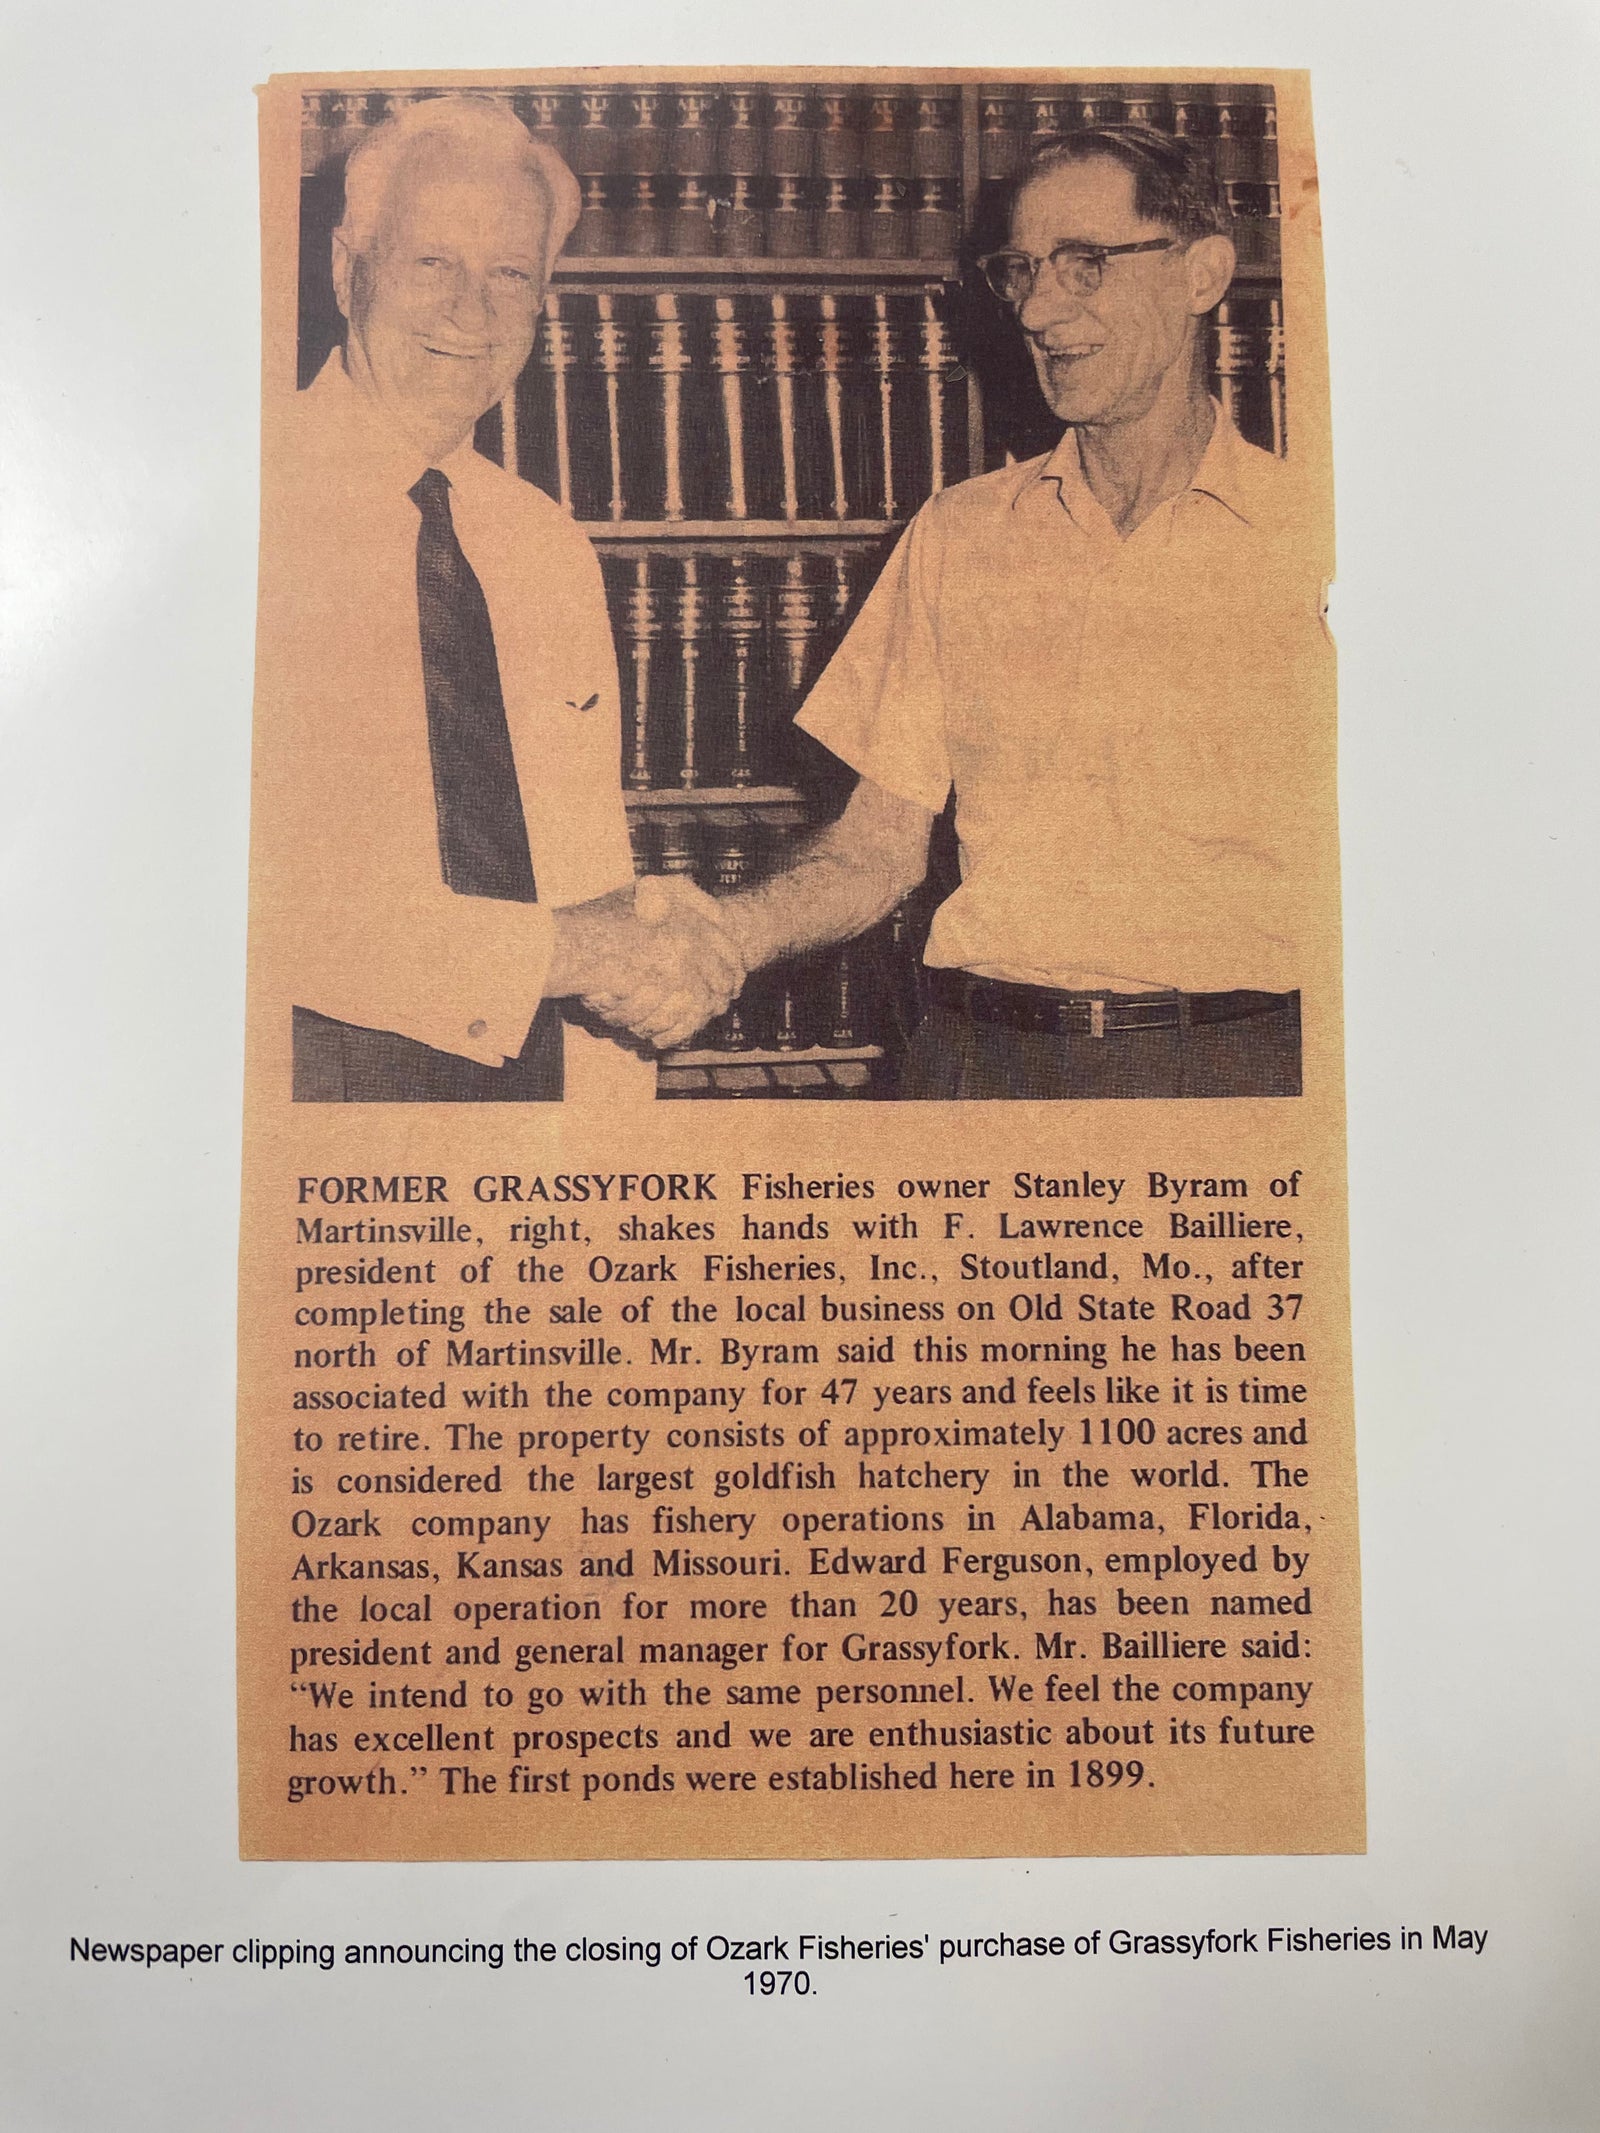 FORMER GRASSYFORK Fisheries owner Stanley Byram of
Martinsville, right, shakes hands with F. Lawrence Bailliere,
president of the Ozark Fisheries, Inc., Stoutland, Mo., after
completing the sale of the local business on Old State Road 37
north of Martinsville. Mr. Byram said this morning he has been
associated with the company for 47 years and feels like it is time
to retire. The property consists of approximately 1100 acres and
is considered the largest goldfish hatchery in the world. The
Ozark company has fishery operations in Alabama, Florida,
Arkansas, Kansas and Missouri. Edward Ferguson, employed by
the local operation for more than 20 years, has been named
president and general manager for Grassyfork. Mr. Bailliere said:
“We intend to go with the same personnel. We feel the company
has excellent prospects and we are enthusiastic about its future
growth.” The first ponds were established here in 1899.
Newspaper clipping announcing the closing of Ozark Fisheries' purchase of Grassyfork Fisheries in May
1970.